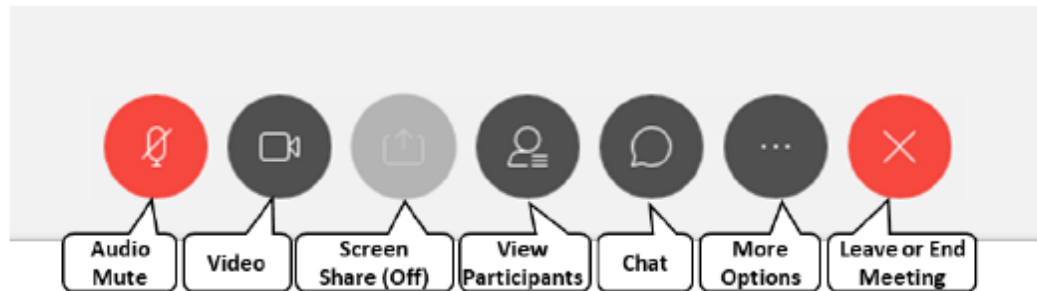 Audio
Mute
Video
Screen
Share (Off)
View
Participants
Chat
More
Options
Leave or End
Meeting